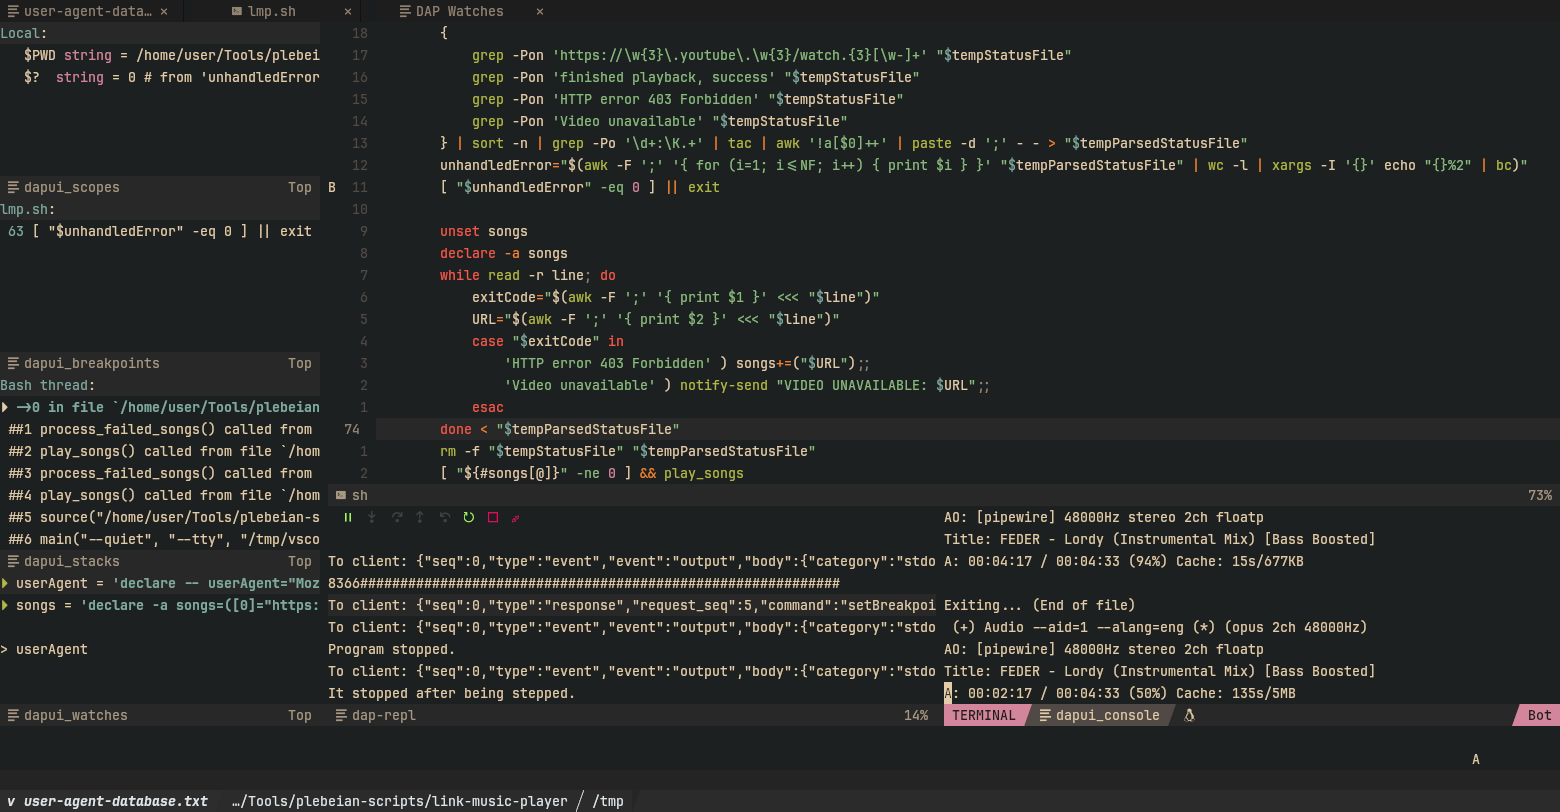 user-agent-data… ×
lmp.sh ×
DAP Watches ×
Local:
$PWD string = /home/user/Tools/plebei
$? string = 0 # from 'unhandledError
dapui_scopes Top
lmp.sh:
63 [ "$unhandledError" -eq 0 ] || exit
dapui_breakpoints Top
Bash thread:
->0 in file `/home/user/Tools/plebeian
##1 process_failed_songs() called from
##2 play_songs() called from file `/hom
##3 process_failed_songs() called from
##4 play_songs() called from file `/hom
##5 source("/home/user/Tools/plebeian-s
##6 main("--quiet", "--tty", "/tmp/vsco
dapui_stacks Top
userAgent = 'declare -- userAgent="Moz
songs = 'declare -a songs=([0]="https:
> userAgent
dapui_watches Top
18 {
17 grep -Pon 'https://\w{3}\.youtube\.\w{3}/watch.{3}[\w-]+' "$tempStatusFile"
16 grep -Pon 'finished playback, success' "$tempStatusFile"
15 grep -Pon 'HTTP error 403 Forbidden' "$tempStatusFile"
14 grep -Pon 'Video unavailable' "$tempStatusFile"
13 } | sort -n | grep -Po '\d+:\K.+' | tac | awk '!a[$0]++' | paste -d ';' - - > "$tempParsedStatusFile"
12 unhandledError="$(awk -F ';' '{ for (i=1; i<=NF; i++) { print $i } }' "$tempParsedStatusFile" | wc -l | xargs -I '{}' echo "{}%2" | bc)"
B 11 [ "$unhandledError" -eq 0 ] || exit
10
9 unset songs
8 declare -a songs
7 while read -r line; do
6 exitCode="$(awk -F ';' '{ print $1 }' <<< "$line")"
5 URL="$(awk -F ';' '{ print $2 }' <<< "$line")"
4 case "$exitCode" in
3 'HTTP error 403 Forbidden' ) songs+=("$URL");;
2 'Video unavailable' ) notify-send "VIDEO UNAVAILABLE: $URL";;
1 esac
74 done < "$tempParsedStatusFile"
1 rm -f "$tempStatusFile" "$tempParsedStatusFile"
2 [ "${#songs[@]}" -ne 0 ] && play_songs
sh 73%
To client: {"seq":0,"type":"event","event":"output","body":{"category":"stdo
8366############################################################
To client: {"seq":0,"type":"response","request_seq":5,"command":"setBreakpoi
To client: {"seq":0,"type":"event","event":"output","body":{"category":"stdo
Program stopped.
To client: {"seq":0,"type":"event","event":"output","body":{"category":"stdo
It stopped after being stepped.
dap-repl 14%
AO: [pipewire] 48000Hz stereo 2ch floatp
Title: FEDER - Lordy (Instrumental Mix) [Bass Boosted]
A: 00:04:17 / 00:04:33 (94%) Cache: 15s/677KB
Exiting... (End of file)
(+) Audio --aid=1 --alang=eng (*) (opus 2ch 48000Hz)
AO: [pipewire] 48000Hz stereo 2ch floatp
Title: FEDER - Lordy (Instrumental Mix) [Bass Boosted]
A: 00:02:17 / 00:04:33 (50%) Cache: 135s/5MB
TERMINAL dapui_console Bot
A
v user-agent-database.txt …/Tools/plebeian-scripts/link-music-player /tmp